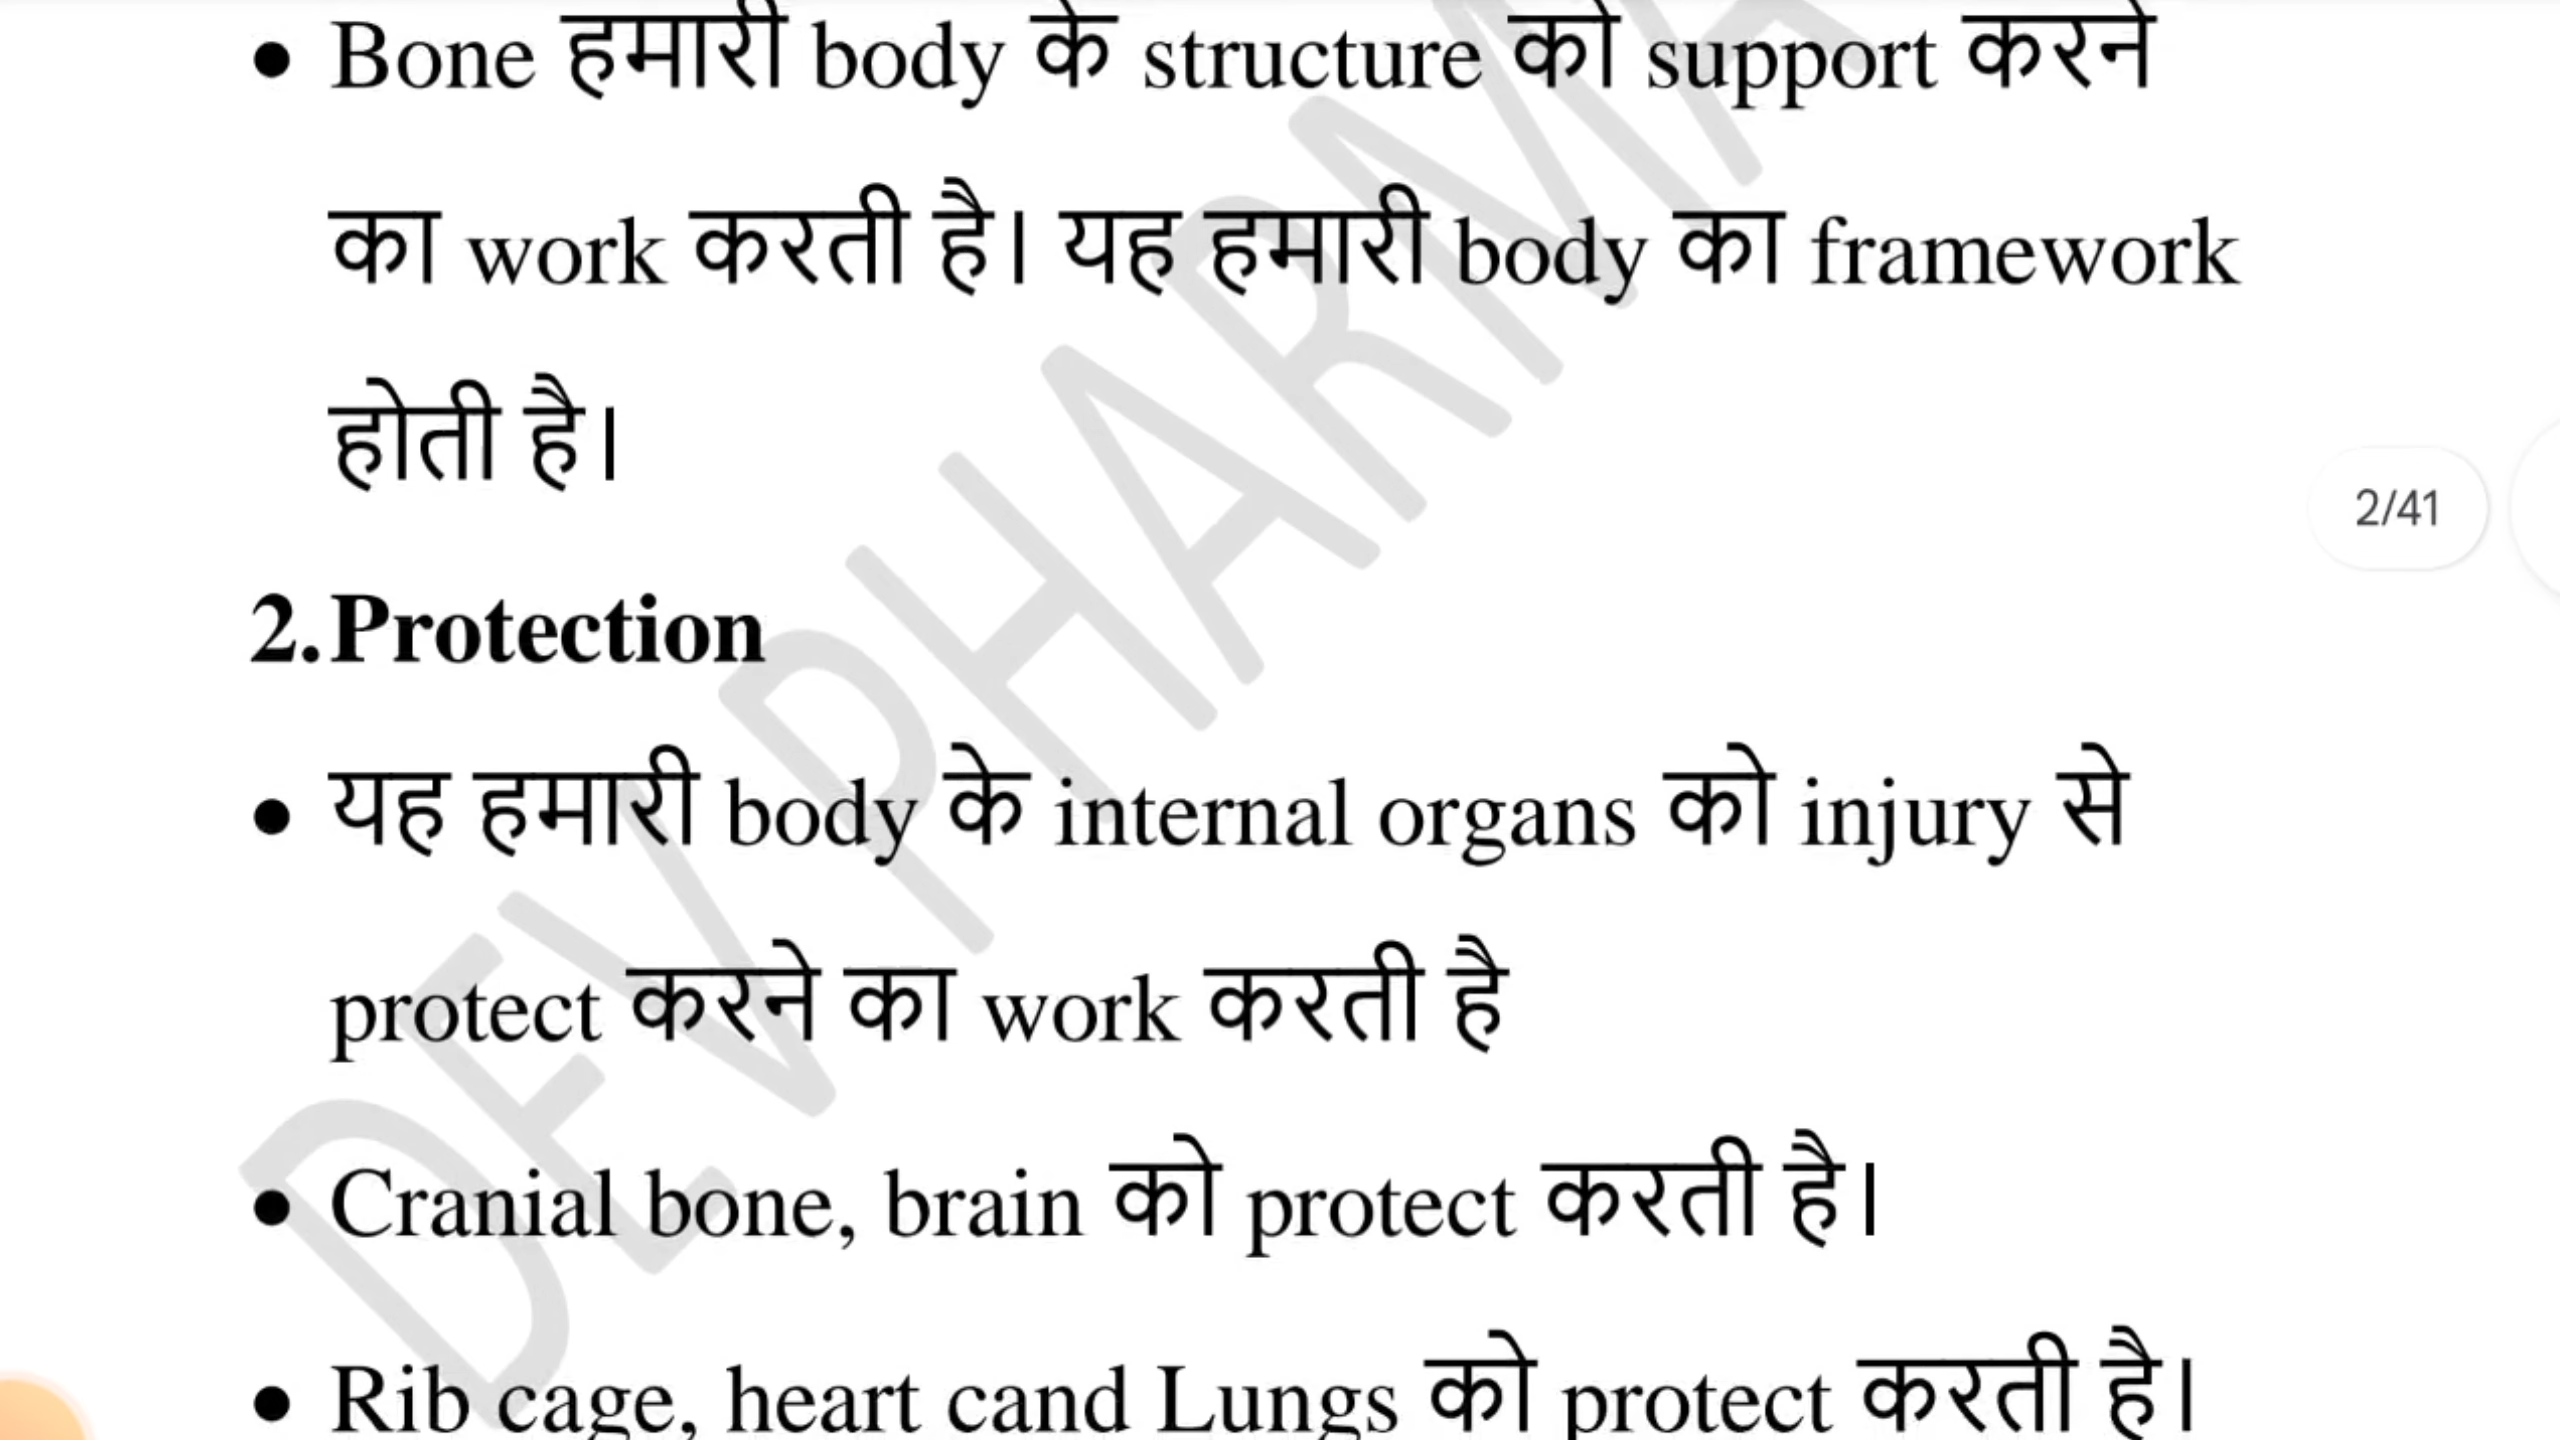 • Bone हमारी body के structure को support करने
का work करती है। यह हमारी body का framework
होती है।
2/41
2. Protection
• यह हमारी body के internal organs को injury से
protect करने का work करती है
• Cranial bone, brain को protect करती है।
• Rib cage, heart cand Lungs को protect करती है।
DEV PHARMA